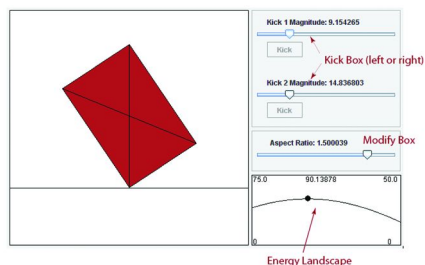 Kick 1 Magnitude: 9.154265
Kick
Kick Box (left or right)
Kick 2 Magnitude: 14.836803
Kick
Modify Box
Aspect Ratio: 1.500039
75.0 90.13878 50.0
0 0
Energy Landscape